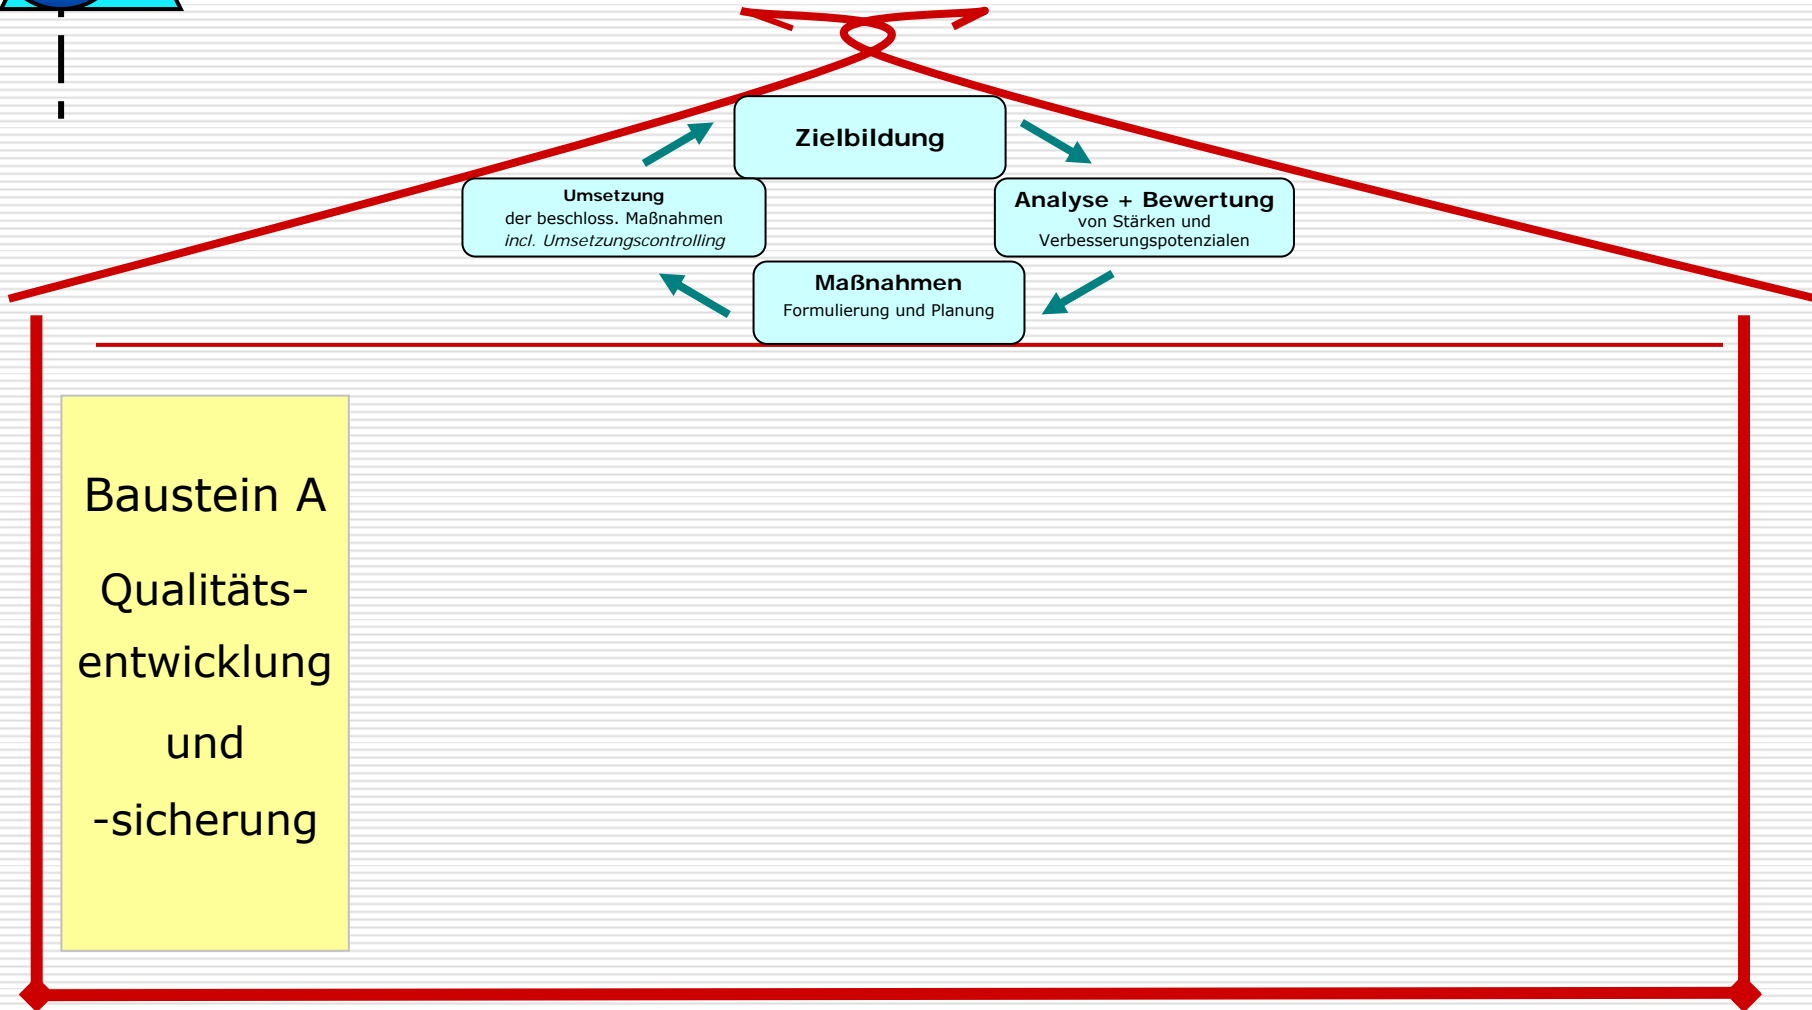 Zielbildung
Umsetzung
der beschloss. Maßnahmen
incl. Umsetzungscontrolling
Analyse + Bewertung
von Stärken und
Verbesserungspotenzialen
Maßnahmen
Formulierung und Planung
Baustein A
Qualitäts-
entwicklung
und
-sicherung